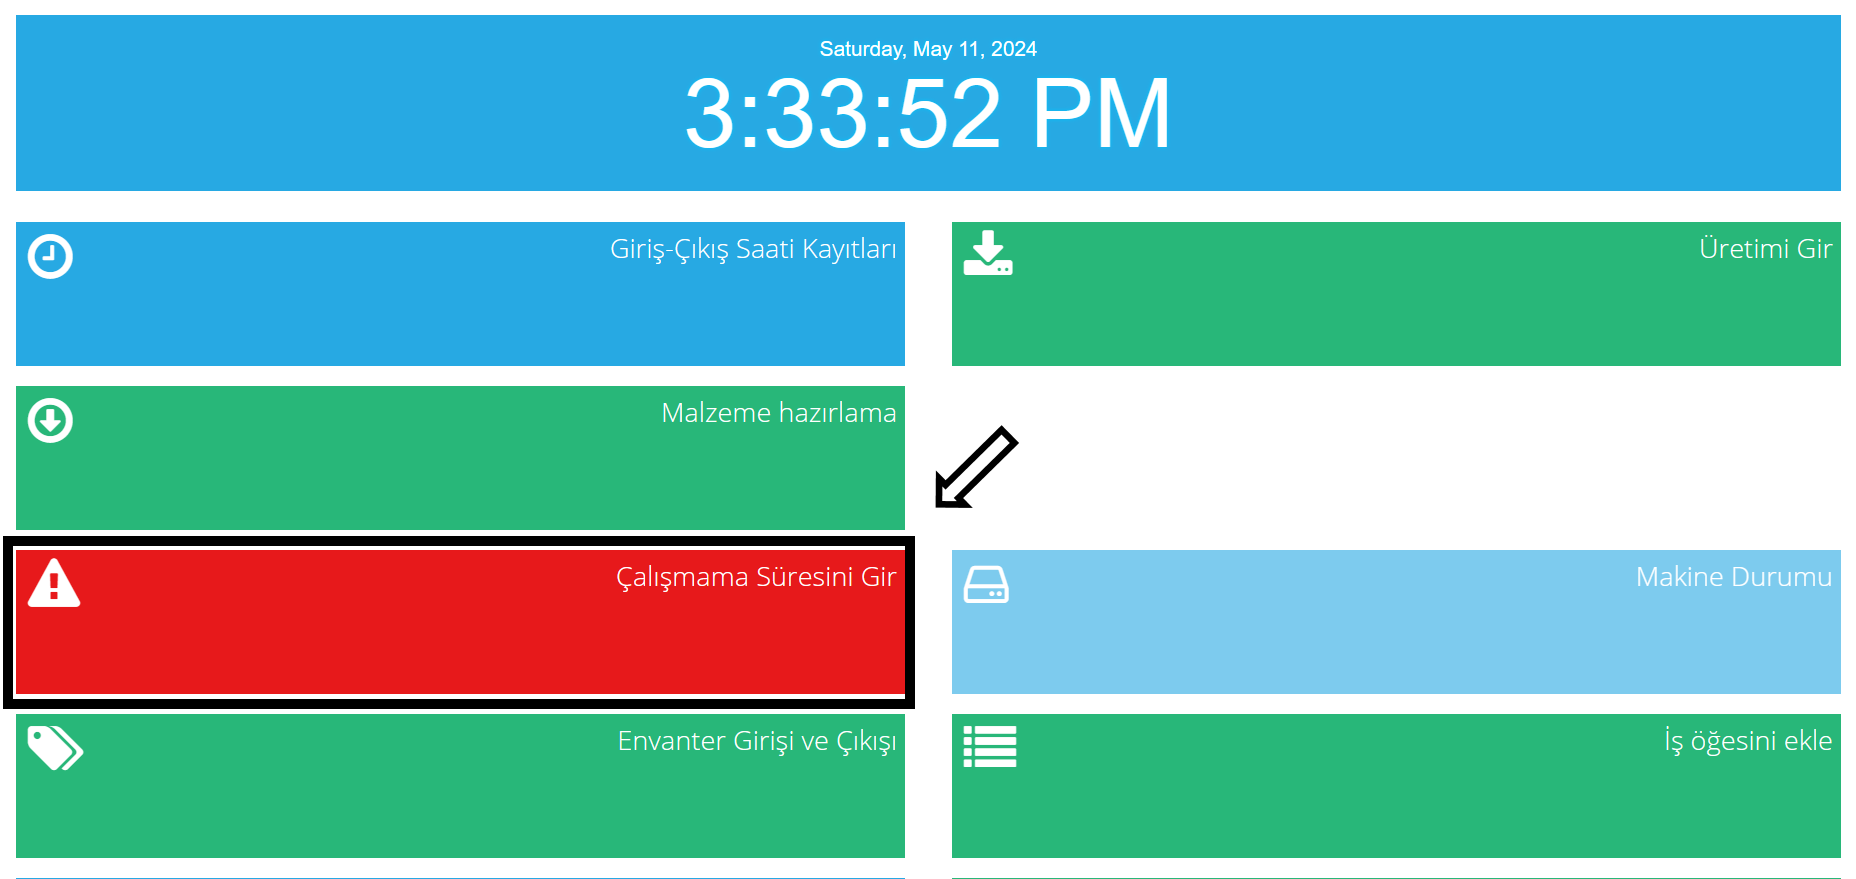 Saturday, May 11, 2024
3:33:52 PM
Giriş-Çıkış Saati Kayıtları
Üretimi Gir
Malzeme hazırlama
Çalışmama Süresini Gir
Makine Durumu
Envanter Girişi ve Çıkışı
İş öğesini ekle